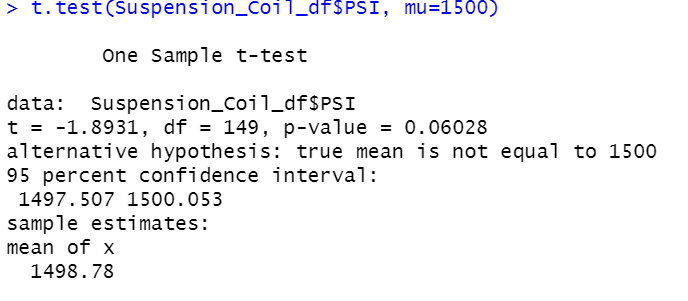 > t.test(Suspension_Coil_df$PSI, mu=1500)
One Sample t-test
data:  Suspension_Coil_df$PSI
t = -1.8931, df = 149, p-value = 0.06028
alternative hypothesis: true mean is not equal to 1500
95 percent confidence interval:
 1497.507 1500.053
sample estimates:
mean of x
  1498.78